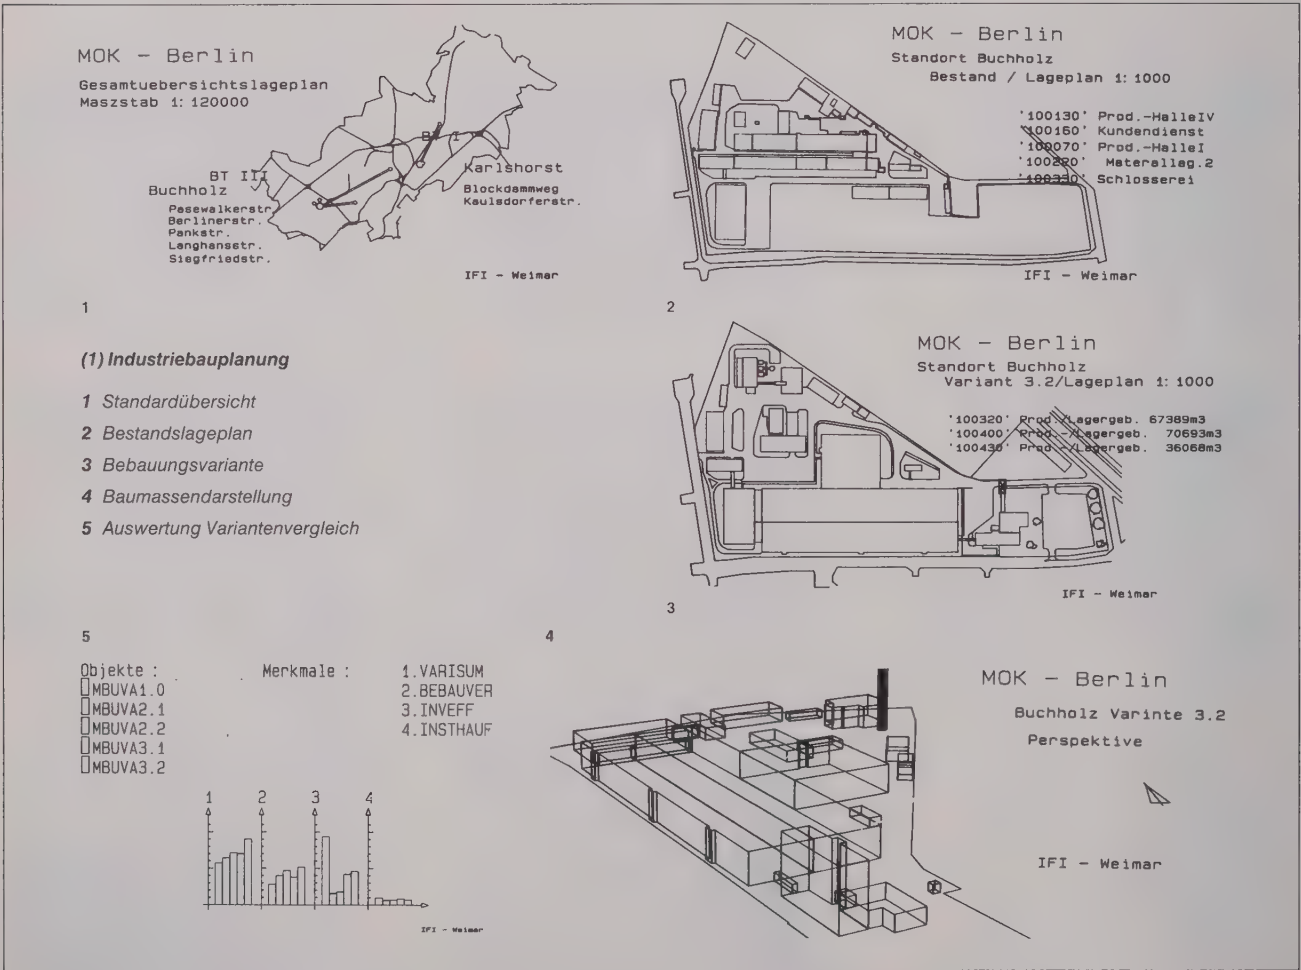 MOK - Berlin
Gesamtuebersichtslageplan
Maszstab 1: 120000
BT I
BT III
Buchholz
Pasewalkerstr.
Berlinerstr.
Pankstr.
Langhansstr.
Siegfriedstr.
Karlshorst
Blockdammweg
Kaulsdorferstr.
IFI - Weimar
1
MOK - Berlin
Standort Buchholz
Bestand / Lageplan 1: 1000
'100130' Prod.-HalleIV
'100160' Kundendienst
'100070' Prod.-HalleI
'100220' Materallag.2
'100330' Schlosserei
IFI - Weimar
2
(1) Industriebauplanung
1 Standardübersicht
2 Bestandslageplan
3 Bebauungsvariante
4 Baumassendarstellung
5 Auswertung Variantenvergleich
MOK - Berlin
Standort Buchholz
Variant 3.2/Lageplan 1: 1000
'100320' Prod./Lagergeb. 67389m3
'100400' Prod.-/Lagergeb. 70693m3
'100430' Prod.-/Lagergeb. 36068m3
IFI - Weimar
3
5
Objekte :
MBUVA1.0
MBUVA2.1
MBUVA2.2
MBUVA3.1
MBUVA3.2
Merkmale :
1.VARISUM
2.BEBAUVER
3.INVEFF
4.INSTHAUF
1 2 3 4
IFI - Weimar
4
MOK - Berlin
Buchholz Varinte 3.2
Perspektive
IFI - Weimar